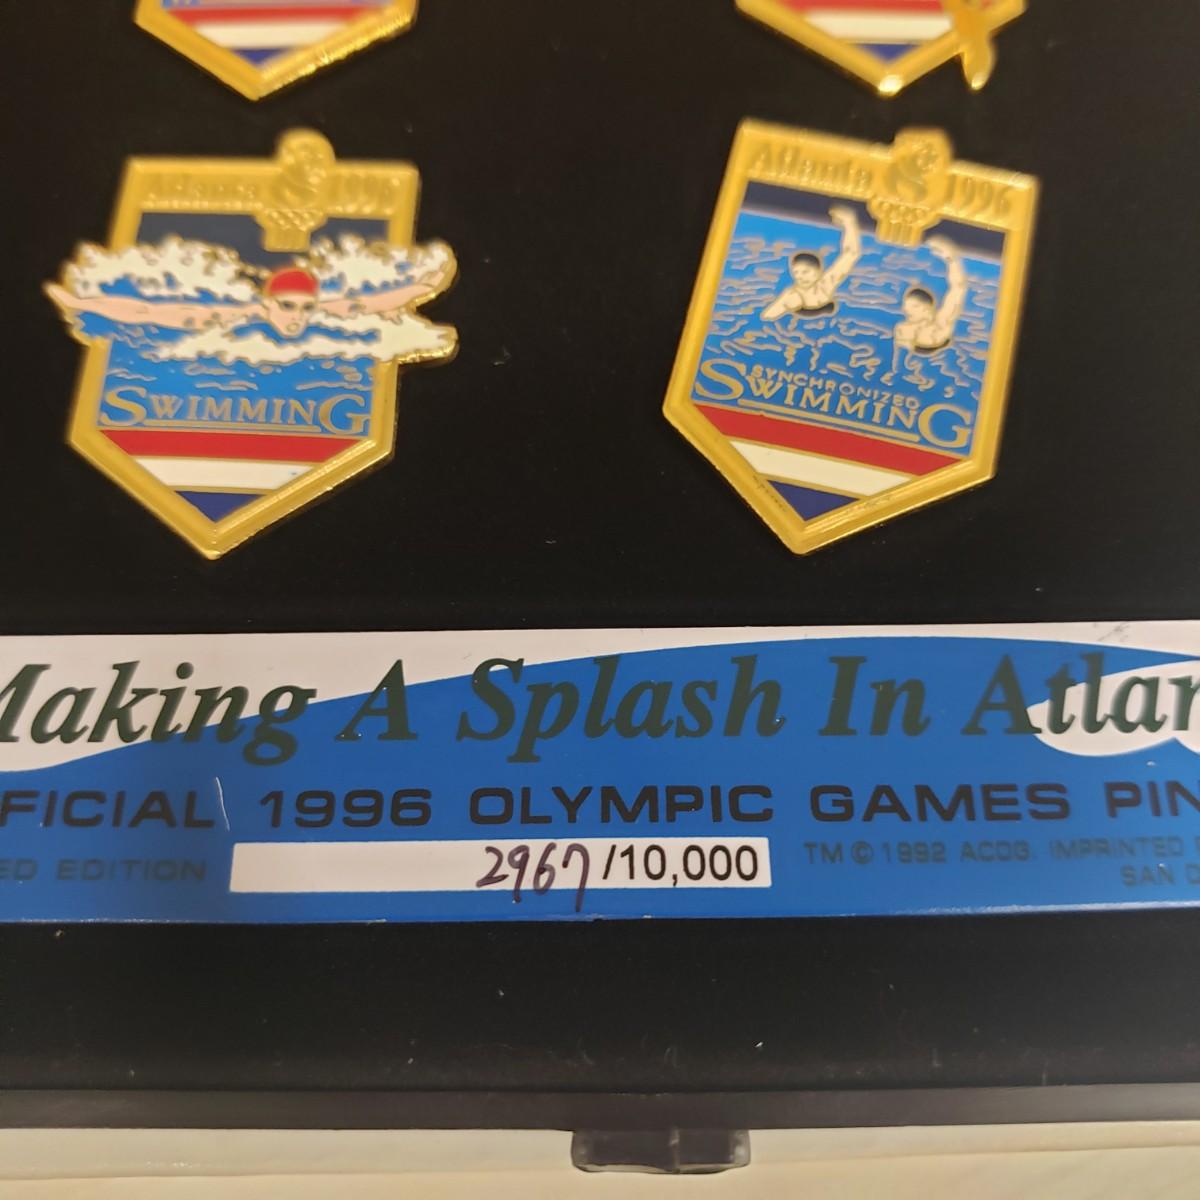 Atlanta 1996
SWIMMING
Atlanta 1996
SYNCHRONIZED
SWIMMING
Making A Splash In Atlan
FICIAL 1996 OLYMPIC GAMES PIN
ED EDITION
2967/10,000
TM © 1992 ACOG. IMPRINTED
SAN D